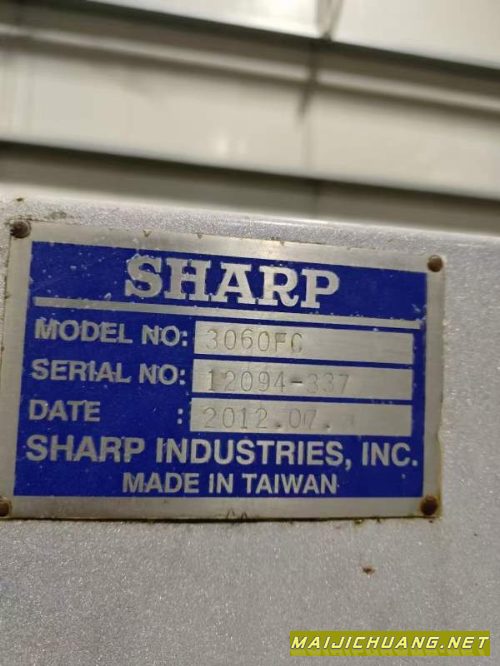 SHARP
MODEL NO: 3060FC
SERIAL NO: 12094-337
DATE : 2012.07.
SHARP INDUSTRIES, INC.
MADE IN TAIWAN
MAIJICHUANG.NET